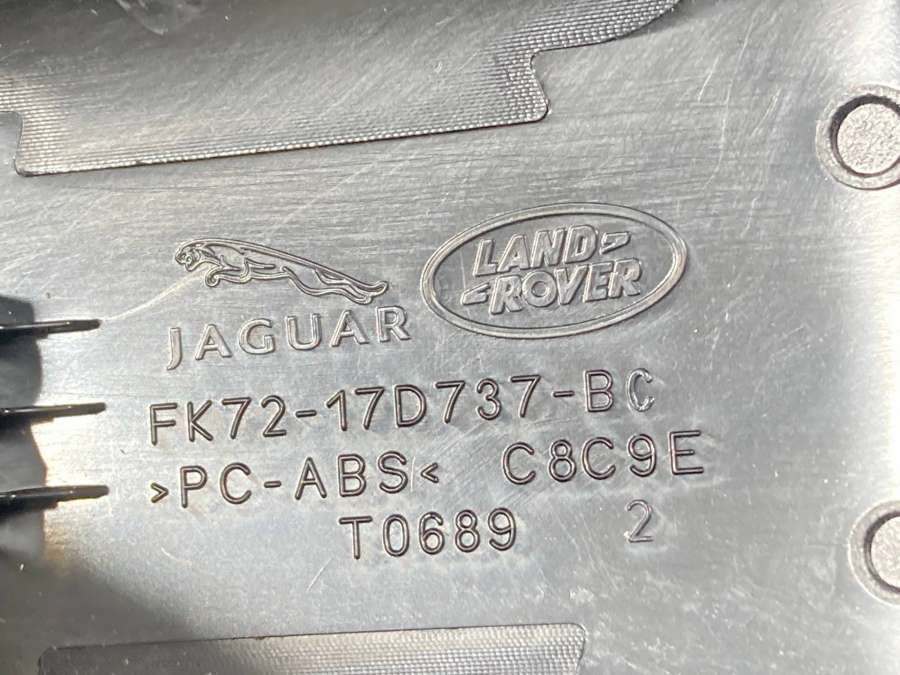 JAGUAR
LAND
ROVER
FK72-17D737-BC
>PC-ABS< C8C9E
T0689 2